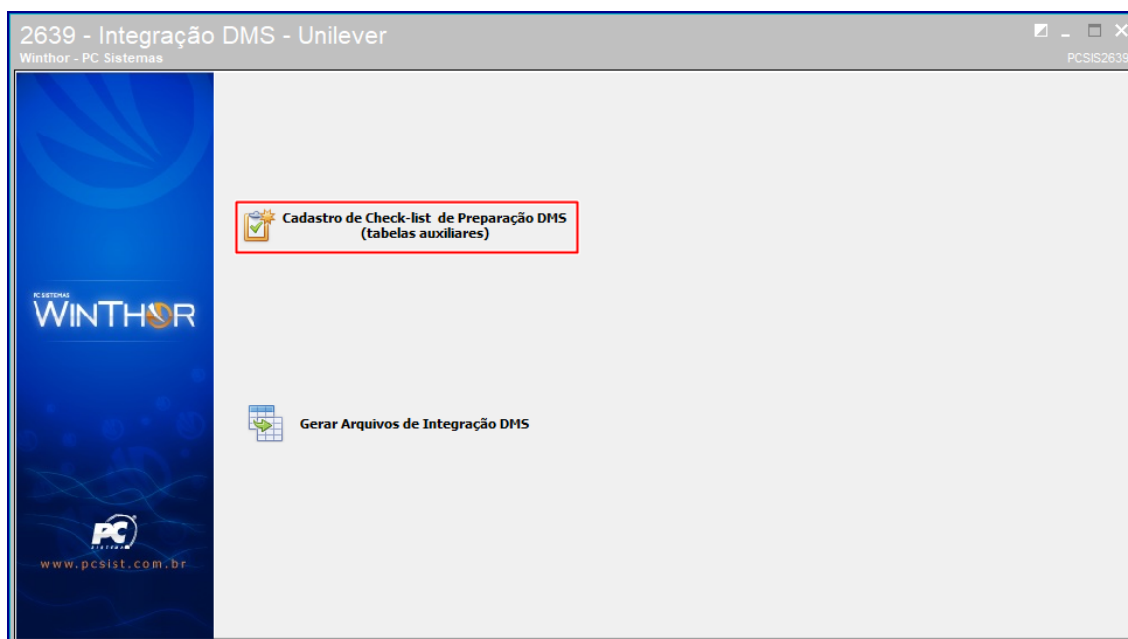 2639 - Integração DMS - Unilever
Winthor - PC Sistemas
PCSIS2639
Cadastro de Check-list de Preparação DMS
(tabelas auxiliares)
PC SISTEMAS
WINTHOR
Gerar Arquivos de Integração DMS
PC
SISTEMAS
www.pcsist.com.br